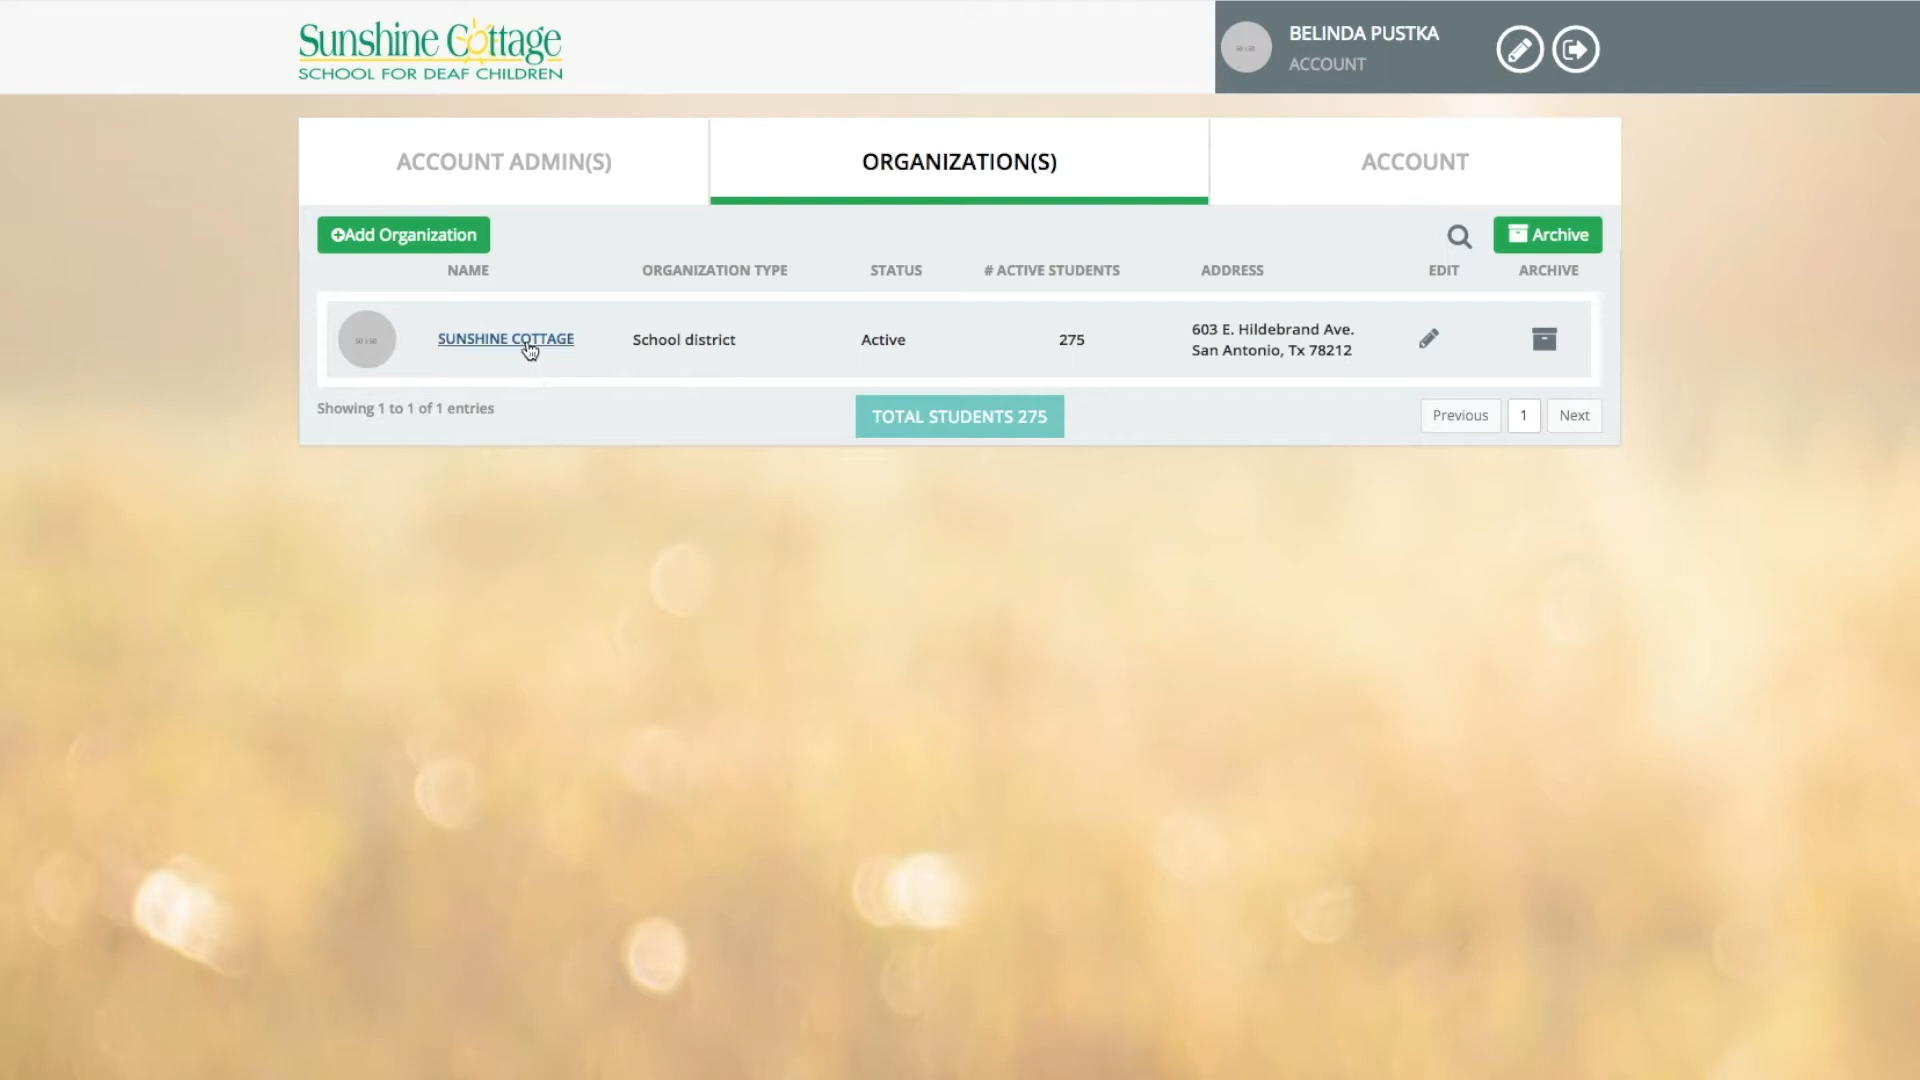 Sunshine Cottage
SCHOOL FOR DEAF CHILDREN
BELINDA PUSTKA
ACCOUNT
ACCOUNT ADMIN(S)
ORGANIZATION(S)
ACCOUNT
Add Organization
Archive
NAME
ORGANIZATION TYPE
STATUS
# ACTIVE STUDENTS
ADDRESS
EDIT
ARCHIVE
SUNSHINE COTTAGE
School district
Active
275
603 E. Hildebrand Ave.
San Antonio, Tx 78212
Showing 1 to 1 of 1 entries
TOTAL STUDENTS 275
Previous
1
Next